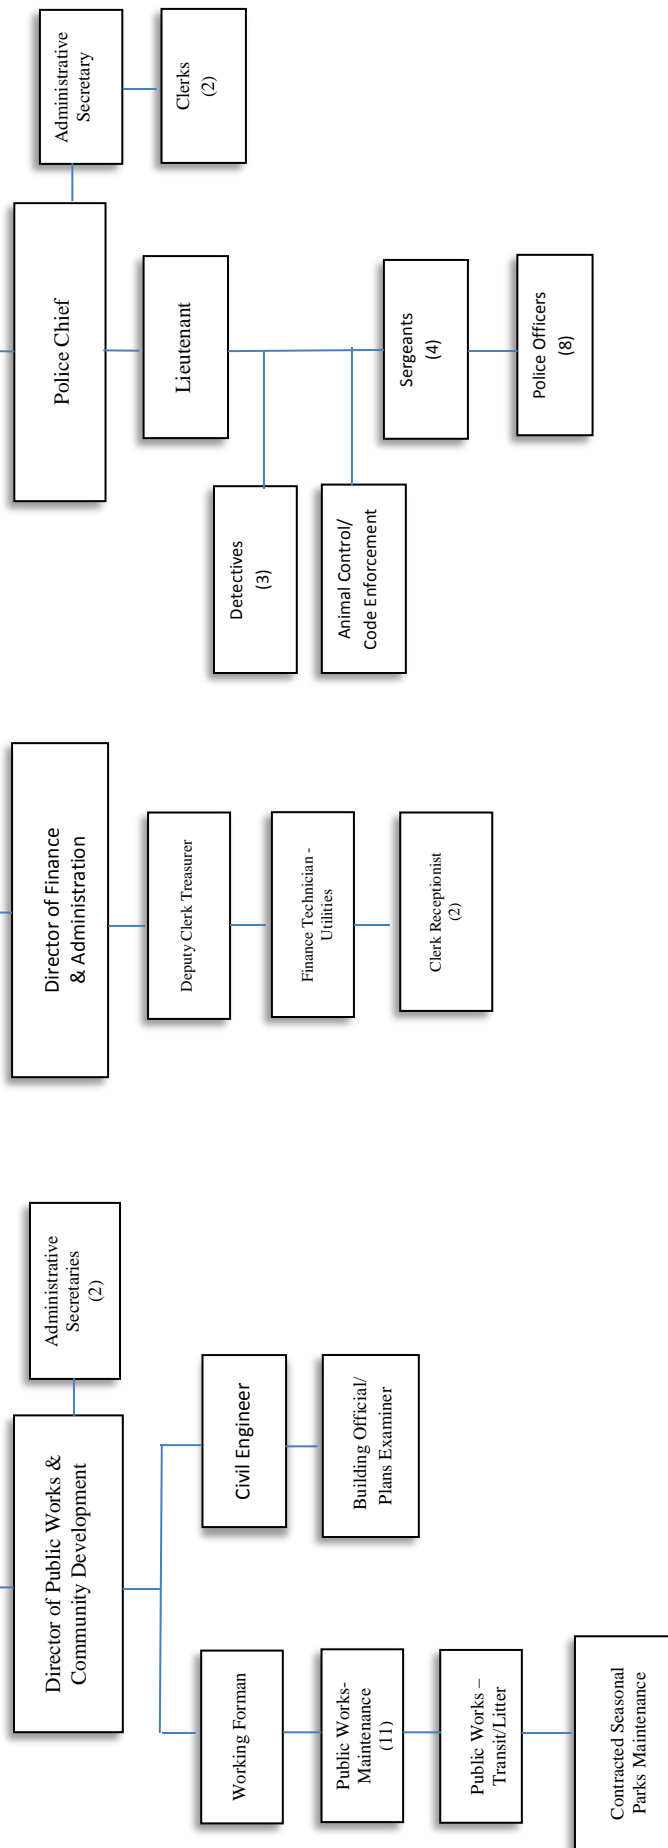 Director of Public Works &
Community Development
Administrative
Secretaries
(2)
Working Forman
Public Works-
Maintenance
(11)
Public Works –
Transit/Litter
Contracted Seasonal
Parks Maintenance
Civil Engineer
Building Official/
Plans Examiner
Director of Finance
& Administration
Deputy Clerk Treasurer
Finance Technician -
Utilities
Clerk Receptionist
(2)
Police Chief
Administrative
Secretary
Clerks
(2)
Lieutenant
Detectives
(3)
Animal Control/
Code Enforcement
Sergeants
(4)
Police Officers
(8)